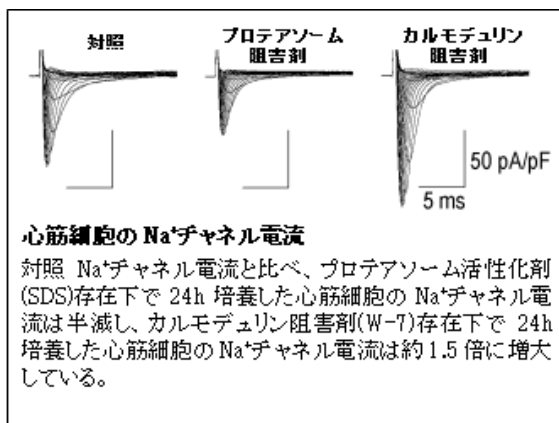 対照
プロテアソーム
阻害剤
カルモデュリン
阻害剤
50 pA/pF
5 ms
心筋細胞の Na⁺チャネル電流
対照 Na⁺チャネル電流と比べ、プロテアソーム活性化剤
(SDS)存在下で 24h 培養した心筋細胞の Na⁺チャネル電
流は半減し、カルモデュリン阻害剤(W-7)存在下で 24h
培養した心筋細胞の Na⁺チャネル電流は約1.5 倍に増大
している。